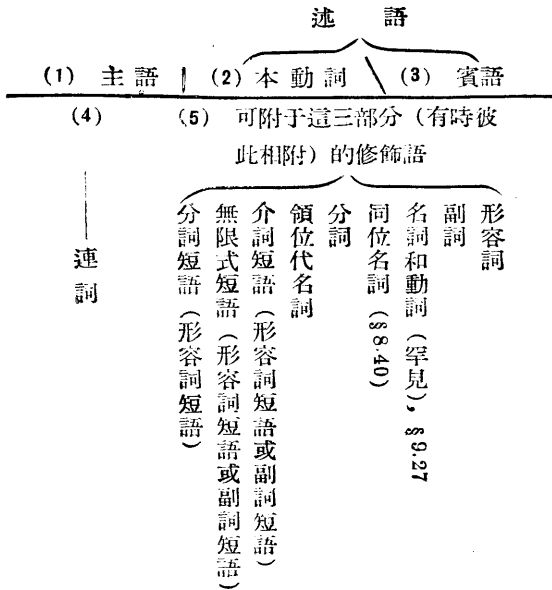 述語
(1) 主語 (2) 本動詞 (3) 賓語
(4) (5) 可附于這三部分（有時彼
此相附）的修飾語
形容詞
副詞
名詞和動詞（罕見），§9.27
同位名詞（§8.40）
分詞
領位代名詞
介詞短語（形容詞短語或副詞短語）
無限式短語（形容詞短語或副詞短語）
分詞短語（形容詞短語）
連詞